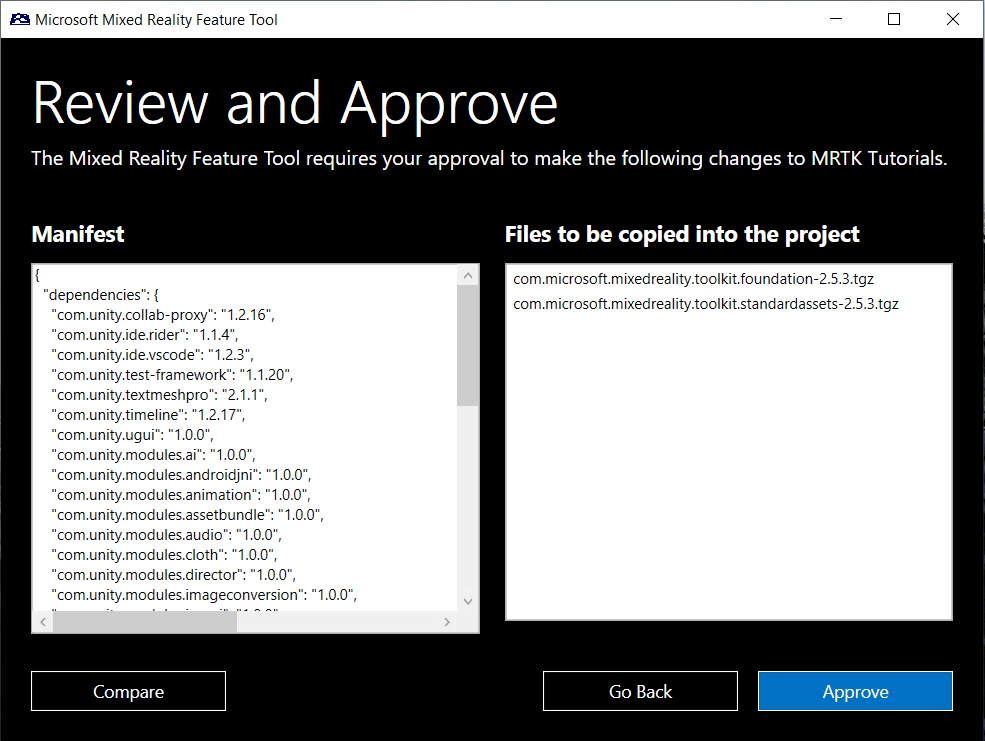 Microsoft Mixed Reality Feature Tool
Review and Approve
The Mixed Reality Feature Tool requires your approval to make the following changes to MRTK Tutorials.
Manifest
{
"dependencies": {
"com.unity.collab-proxy": "1.2.16",
"com.unity.ide.rider": "1.1.4",
"com.unity.ide.vscode": "1.2.3",
"com.unity.test-framework": "1.1.20",
"com.unity.textmeshpro": "2.1.1",
"com.unity.timeline": "1.2.17",
"com.unity.ugui": "1.0.0",
"com.unity.modules.ai": "1.0.0",
"com.unity.modules.androidjni": "1.0.0",
"com.unity.modules.animation": "1.0.0",
"com.unity.modules.assetbundle": "1.0.0",
"com.unity.modules.audio": "1.0.0",
"com.unity.modules.cloth": "1.0.0",
"com.unity.modules.director": "1.0.0",
"com.unity.modules.imageconversion": "1.0.0",
Files to be copied into the project
com.microsoft.mixedreality.toolkit.foundation-2.5.3.tgz
com.microsoft.mixedreality.toolkit.standardassets-2.5.3.tgz
Compare
Go Back
Approve